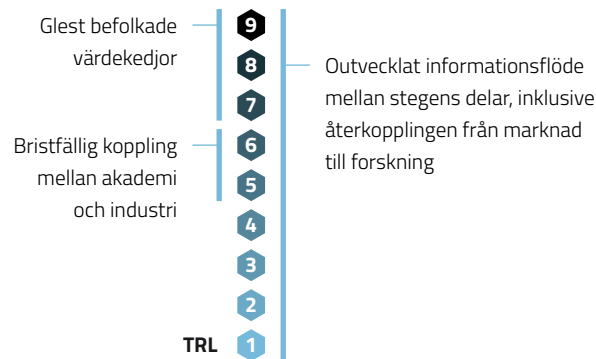 Glest befolkade
värdekedjor
9
8
7
Outvecklat informationsflöde
mellan stegens delar, inklusive
återkopplingen från marknad
till forskning
Bristfällig koppling
mellan akademi
och industri
6
5
4
3
2
TRL 1